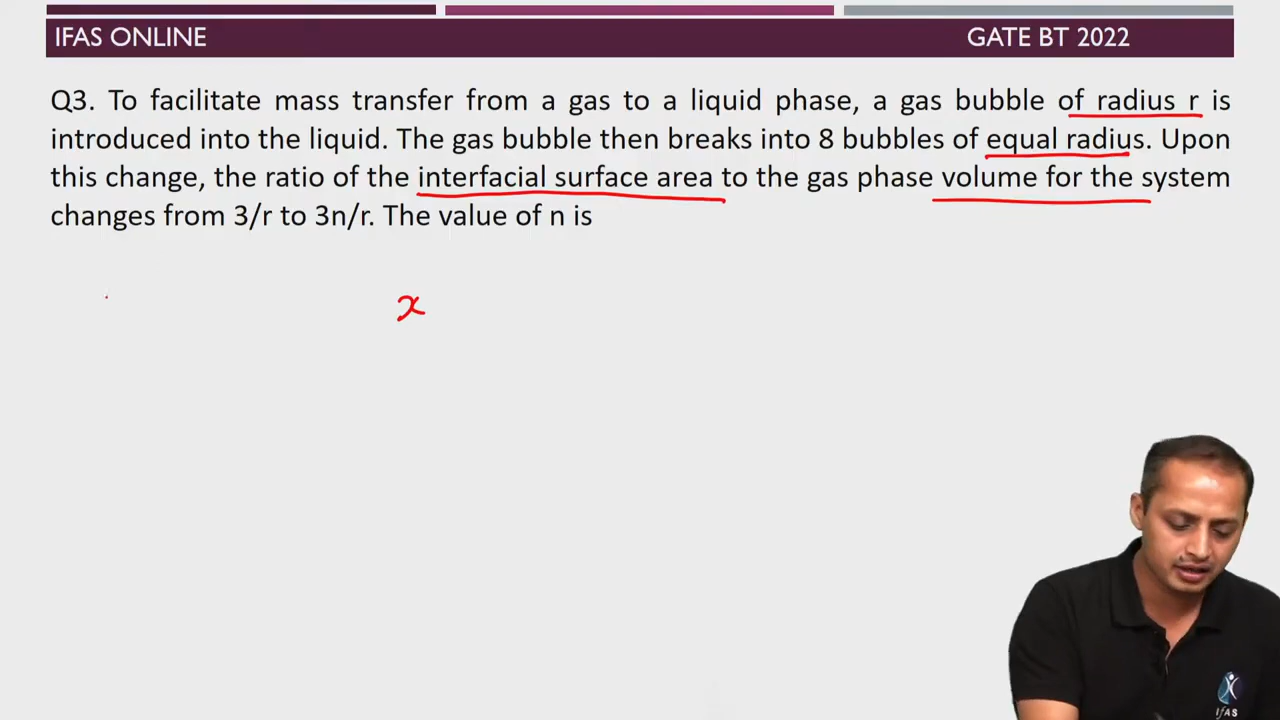 IFAS ONLINE
GATE BT 2022
Q3. To facilitate mass transfer from a gas to a liquid phase, a gas bubble of radius r is
introduced into the liquid. The gas bubble then breaks into 8 bubbles of equal radius. Upon
this change, the ratio of the interfacial surface area to the gas phase volume for the system
changes from 3/r to 3n/r. The value of n is
x
IFAS